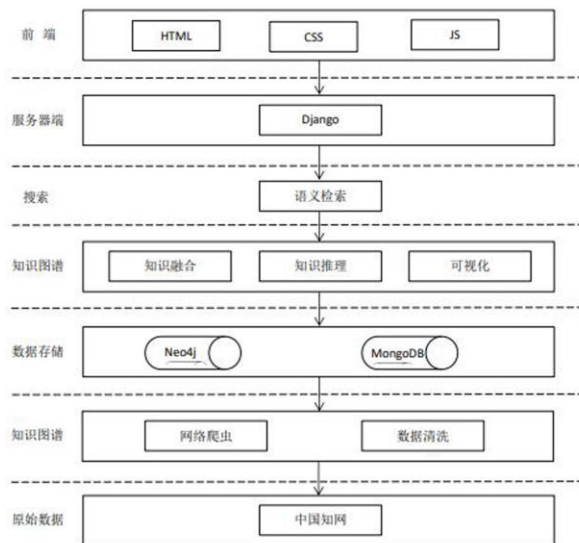 前 端
HTML
CSS
JS
服务器端
Django
搜索
语义检索
知识图谱
知识融合
知识推理
可视化
数据存储
Neo4j
MongoDB
知识图谱
网络爬虫
数据清洗
原始数据
中国知网